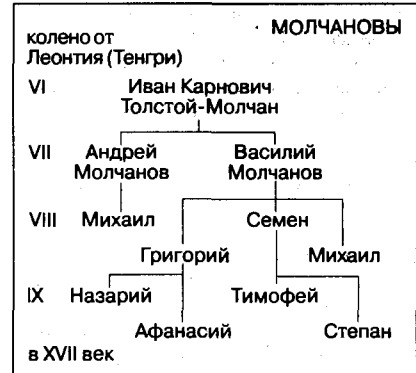 МОЛЧАНОВЫ
колено от
Леонтия (Тенгри)
VI Иван Карнович
Толстой-Молчан
VII Андрей Василий
Молчанов Молчанов
VIII Михаил Семен
Григорий Михаил
IX Назарий Тимофей
Афанасий Степан
в XVII век